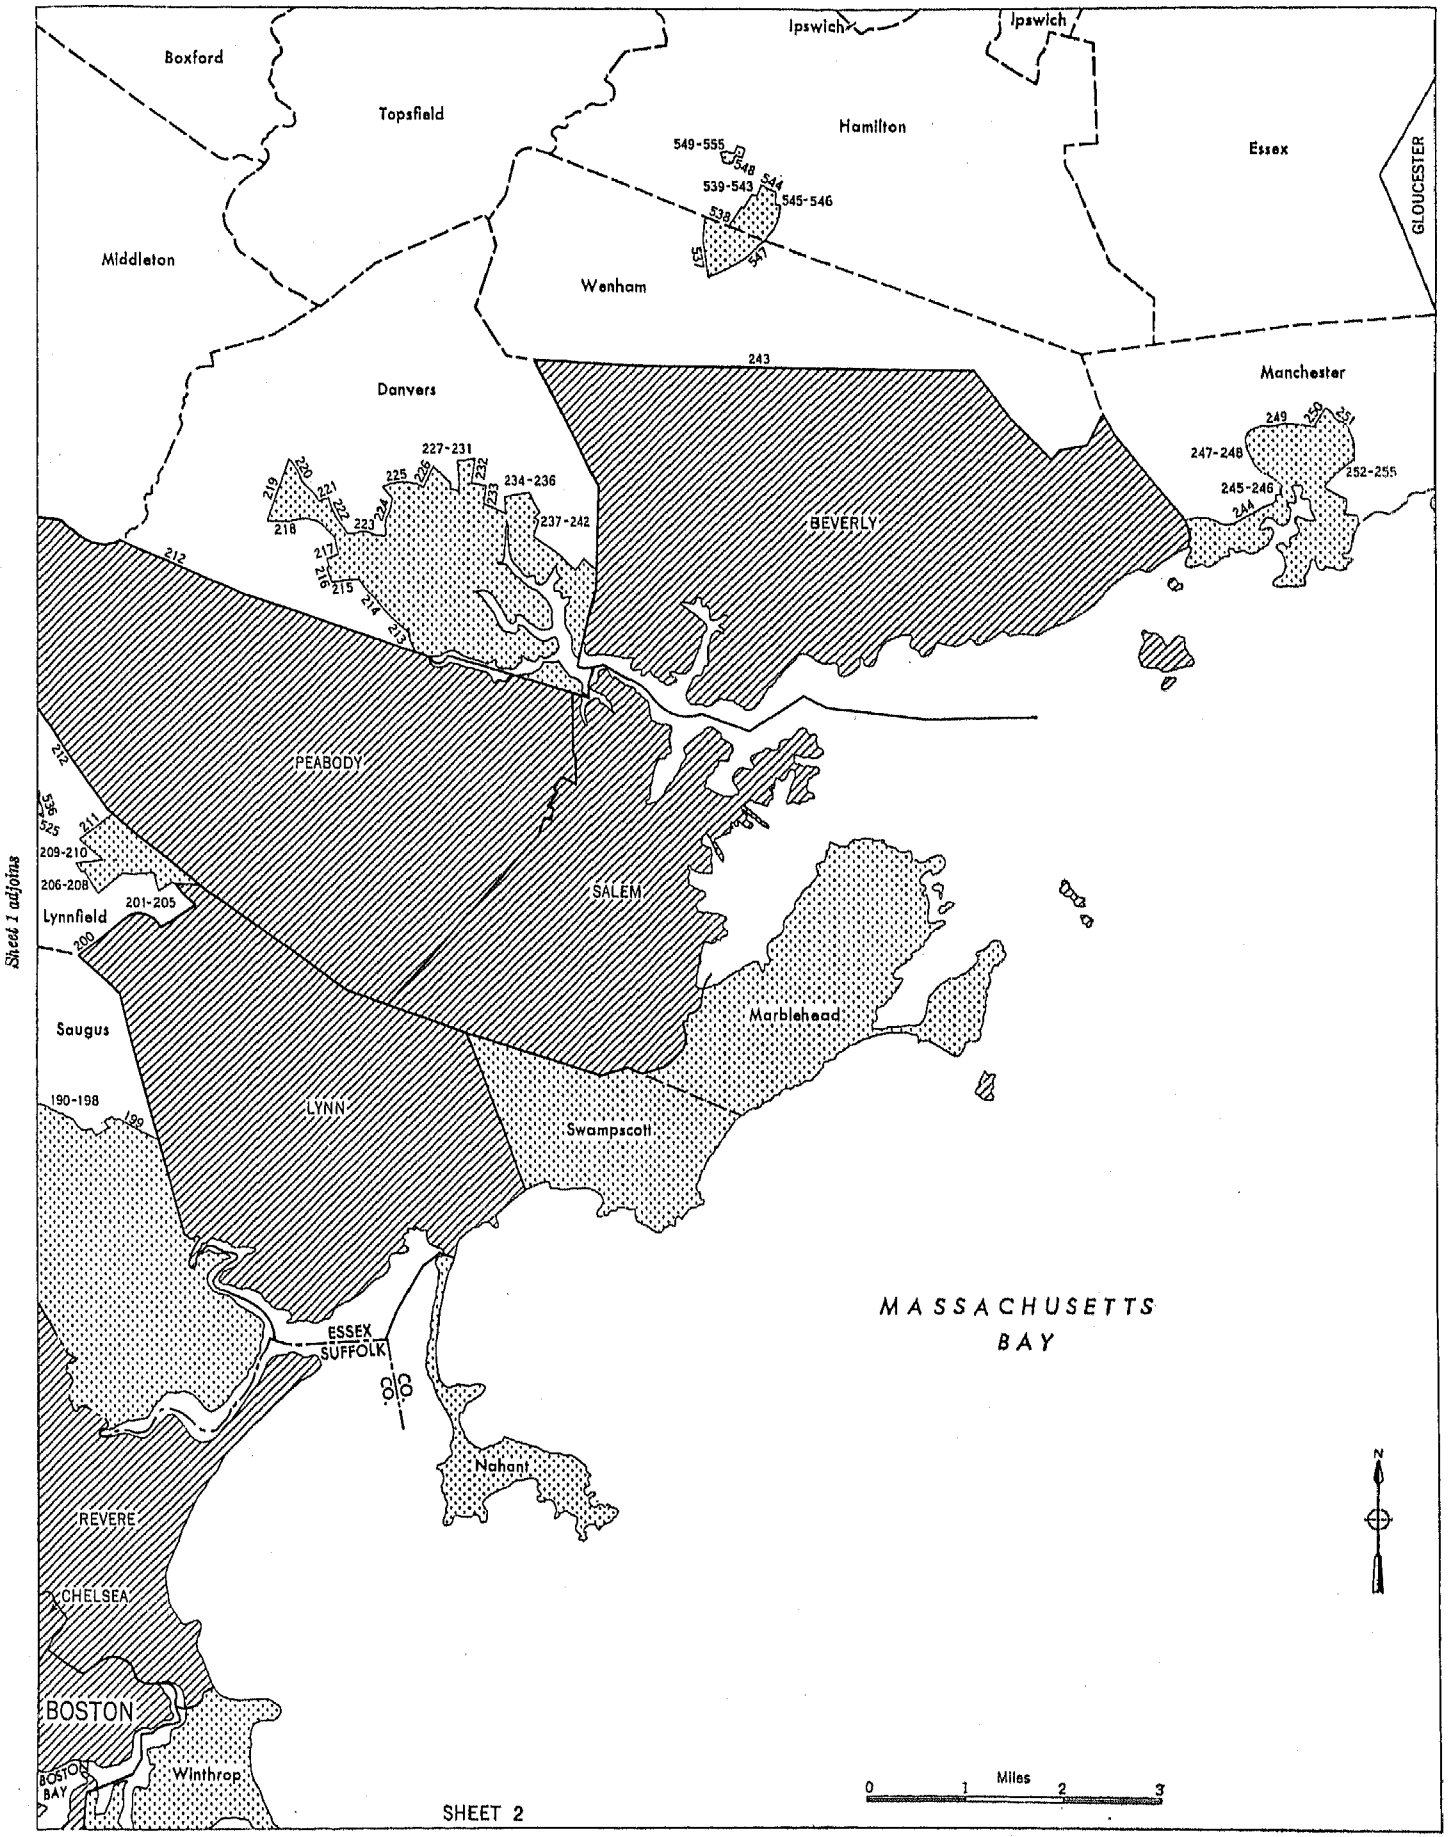 Ipswich
Ipswich
Boxford
Topsfield
Hamilton
Essex
GLOUCESTER
549-555
548
544
539-543
545-546
538
537
547
Middleton
Wenham
243
Manchester
Danvers
249
250
251
247-248
252-255
245-246
244
227-231
232
226
225
234-236
233
220
219
221
222
224
223
218
237-242
BEVERLY
217
216
215
214
213
212
PEABODY
212
536
525
211
209-210
206-208
201-205
Lynnfield
200
SALEM
Sheet 1 adjoins
Marblehead
Saugus
190-198
199
LYNN
Swampscott
MASSACHUSETTS
BAY
ESSEX
SUFFOLK
CO.
CO.
Nahant
N
REVERE
CHELSEA
BOSTON
BOSTON
BAY
Winthrop
Miles
0 1 2 3
SHEET 2